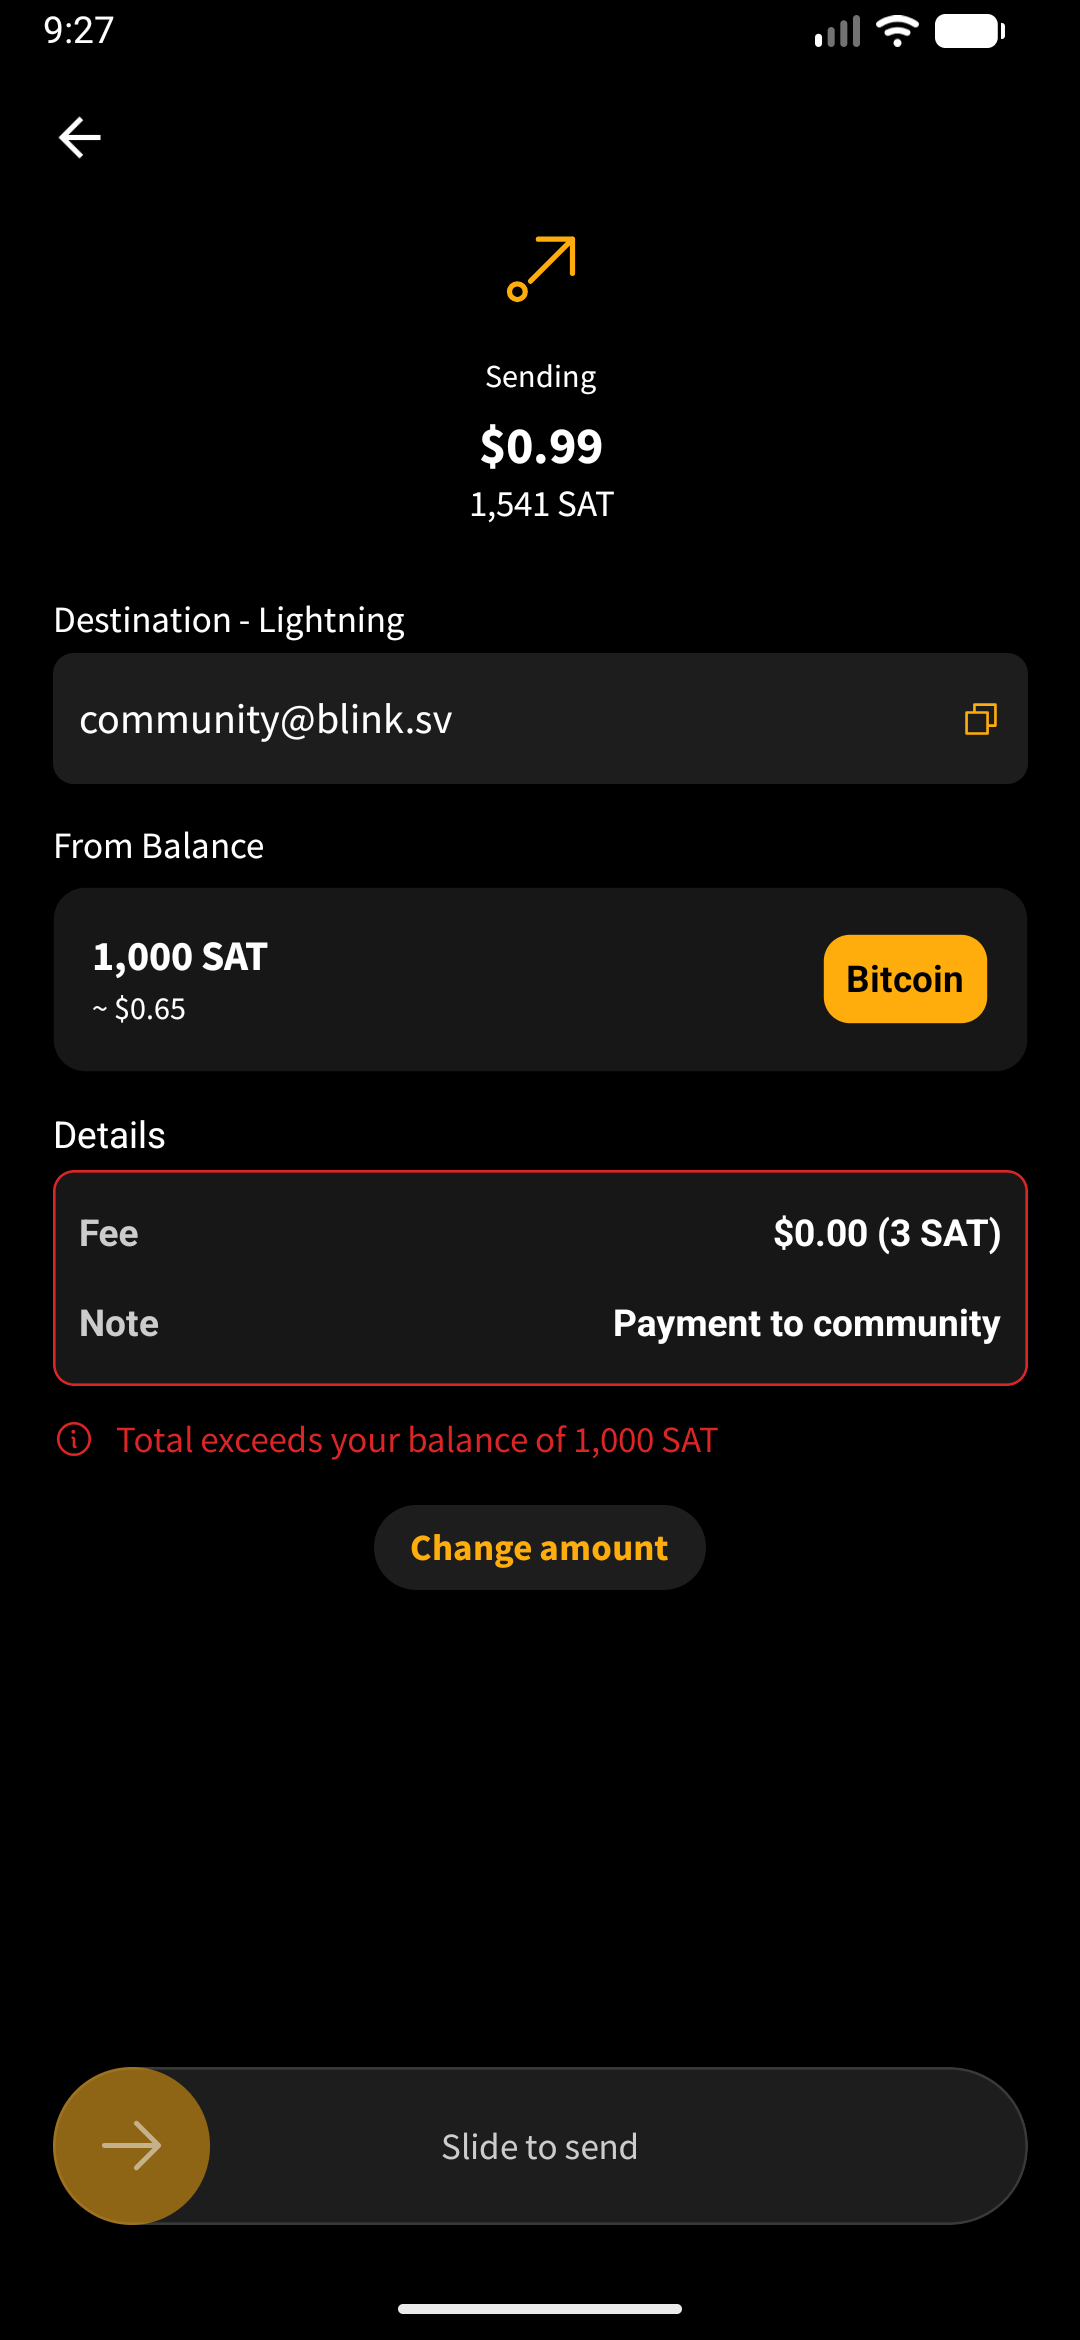 9:27
Sending
$0.99
1,541 SAT
Destination - Lightning
community@blink.sv
From Balance
1,000 SAT
~ $0.65
Bitcoin
Details
Fee
$0.00 (3 SAT)
Note
Payment to community
Total exceeds your balance of 1,000 SAT
Change amount
Slide to send